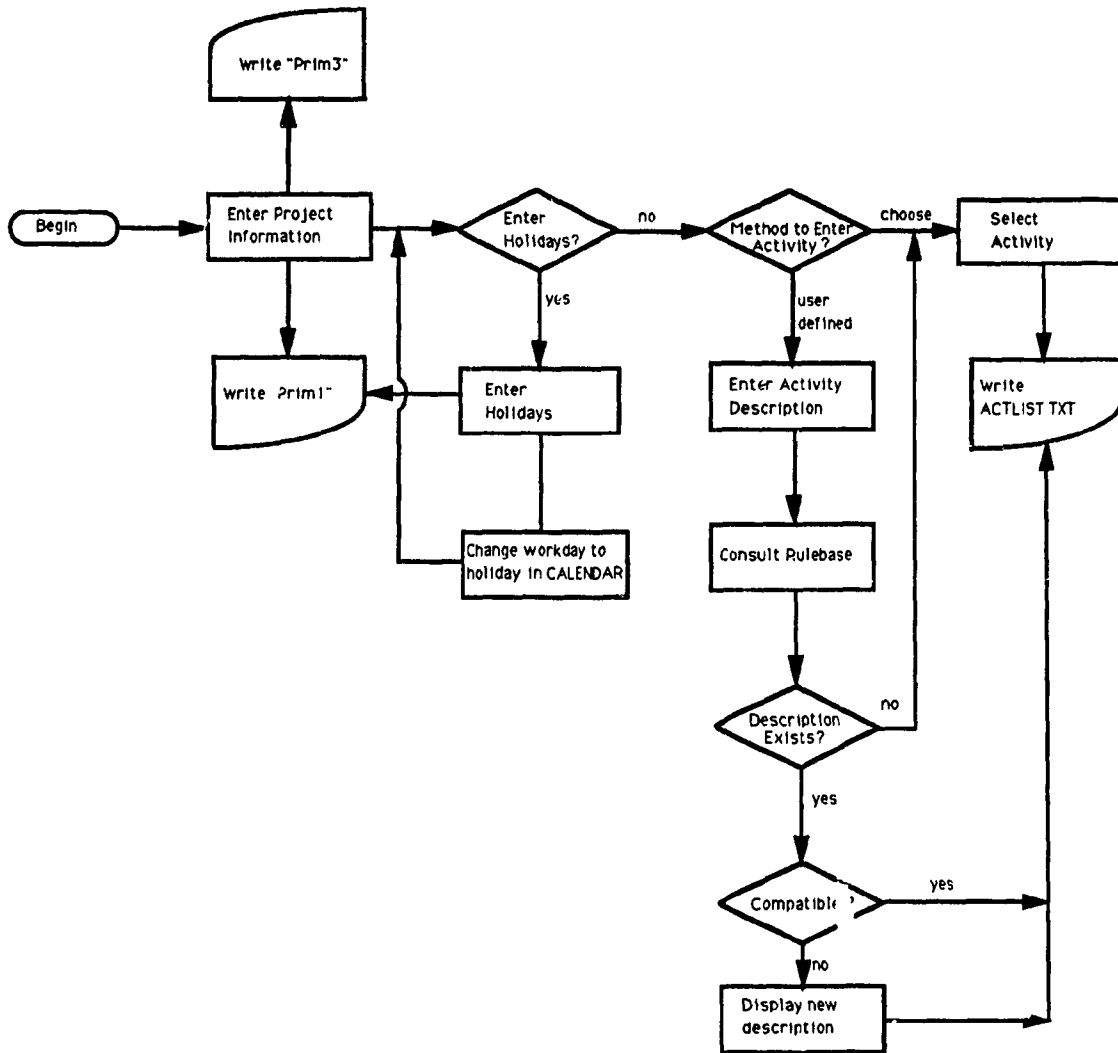 Write "Prim3"
Begin
Enter Project
Information
Enter
Holidays?
no
Method to Enter
Activity?
choose
Select
Activity
yes
user
defined
Write "Prim1"
Enter
Holidays
Enter Activity
Description
Write
ACTLIST TXT
Change workday to
holiday in CALENDAR
Consult Rulebase
Description
Exists?
no
yes
Compatible ?
yes
no
Display new
description